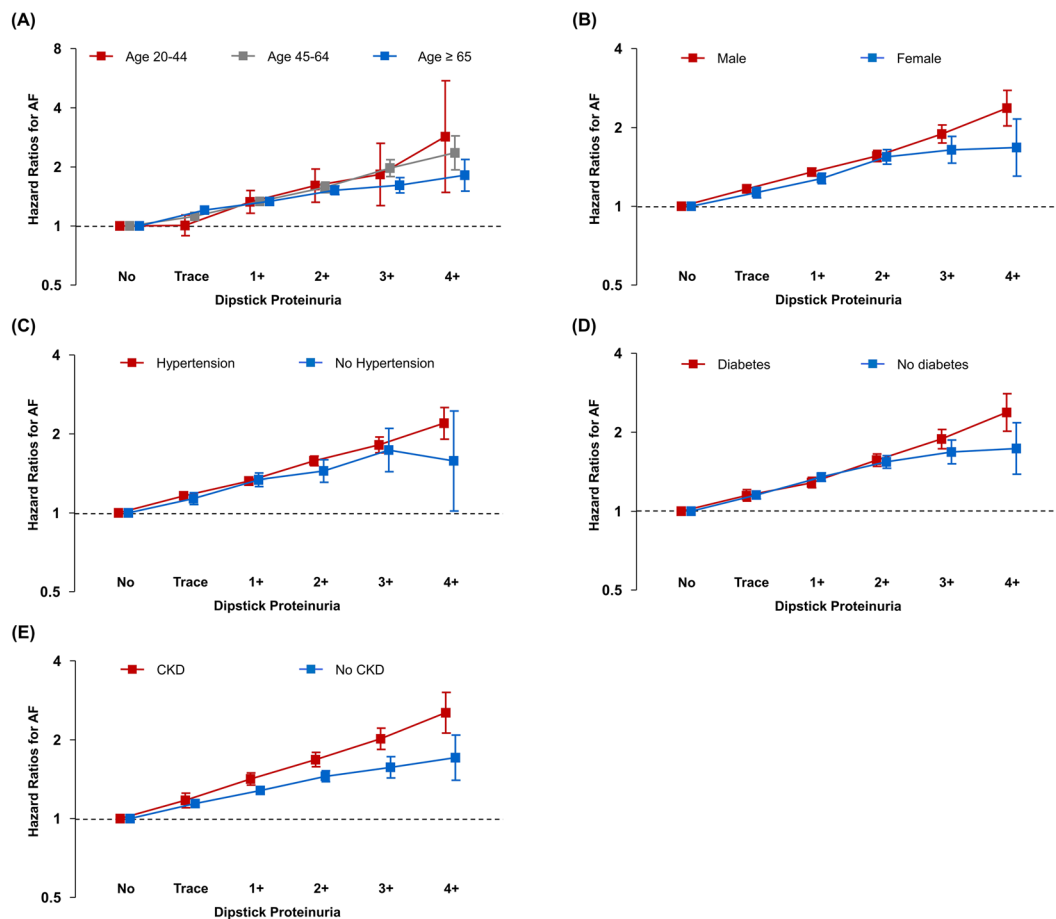 (A)
Hazard Ratios for AF
8
4
2
1
0.5
Age 20-44 Age 45-64 Age ≥ 65
No Trace 1+ 2+ 3+ 4+
Dipstick Proteinuria
(B)
Hazard Ratios for AF
4
2
1
0.5
Male Female
No Trace 1+ 2+ 3+ 4+
Dipstick Proteinuria
(C)
Hazard Ratios for AF
4
2
1
0.5
Hypertension No Hypertension
No Trace 1+ 2+ 3+ 4+
Dipstick Proteinuria
(D)
Hazard Ratios for AF
4
2
1
0.5
Diabetes No diabetes
No Trace 1+ 2+ 3+ 4+
Dipstick Proteinuria
(E)
Hazard Ratios for AF
4
2
1
0.5
CKD No CKD
No Trace 1+ 2+ 3+ 4+
Dipstick Proteinuria